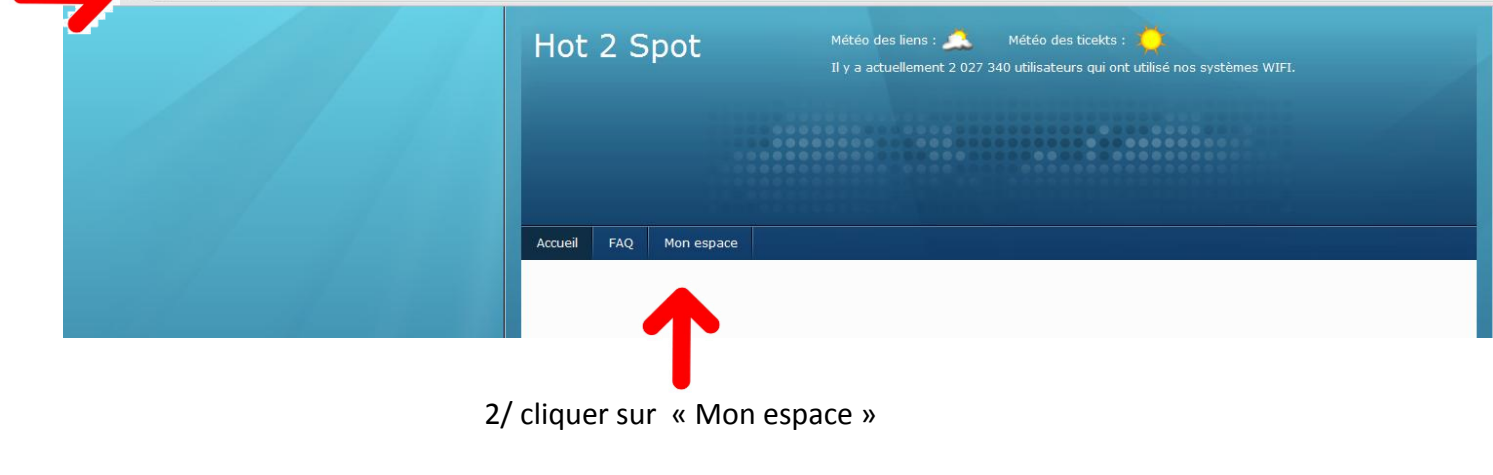 Hot 2 Spot
Météo des liens : Météo des ticekts :
Il y a actuellement 2 027 340 utilisateurs qui ont utilisé nos systèmes WIFI.
Accueil FAQ Mon espace
2/ cliquer sur « Mon espace »